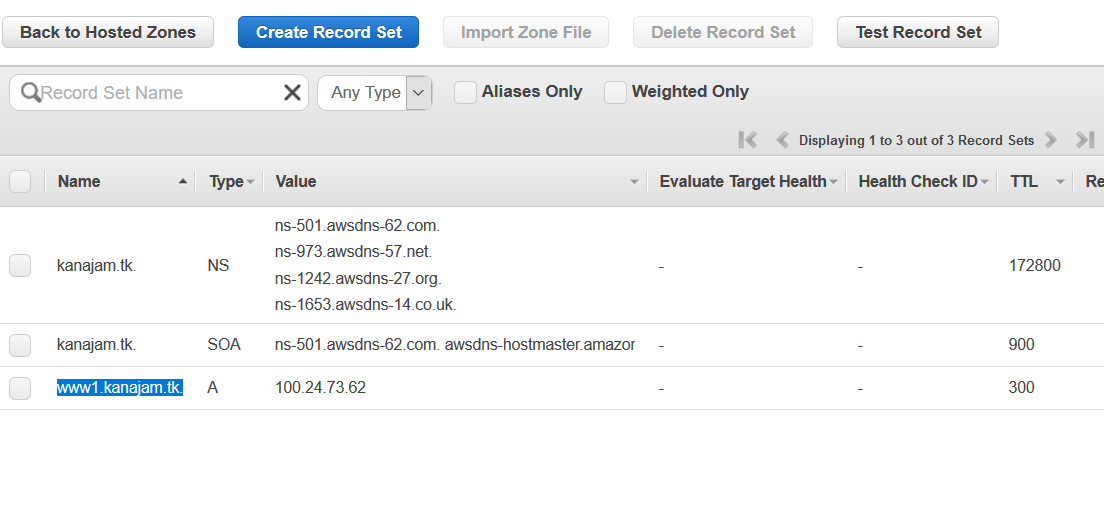 Back to Hosted Zones Create Record Set Import Zone File Delete Record Set Test Record Set
Record Set Name Any Type Aliases Only Weighted Only
Displaying 1 to 3 out of 3 Record Sets
Name Type Value Evaluate Target Health Health Check ID TTL Re
kanajam.tk. NS ns-501.awsdns-62.com. - - 172800
ns-973.awsdns-57.net.
ns-1242.awsdns-27.org.
ns-1653.awsdns-14.co.uk.
kanajam.tk. SOA ns-501.awsdns-62.com. awsdns-hostmaster.amazor - - 900
www1.kanajam.tk. A 100.24.73.62 - - 300